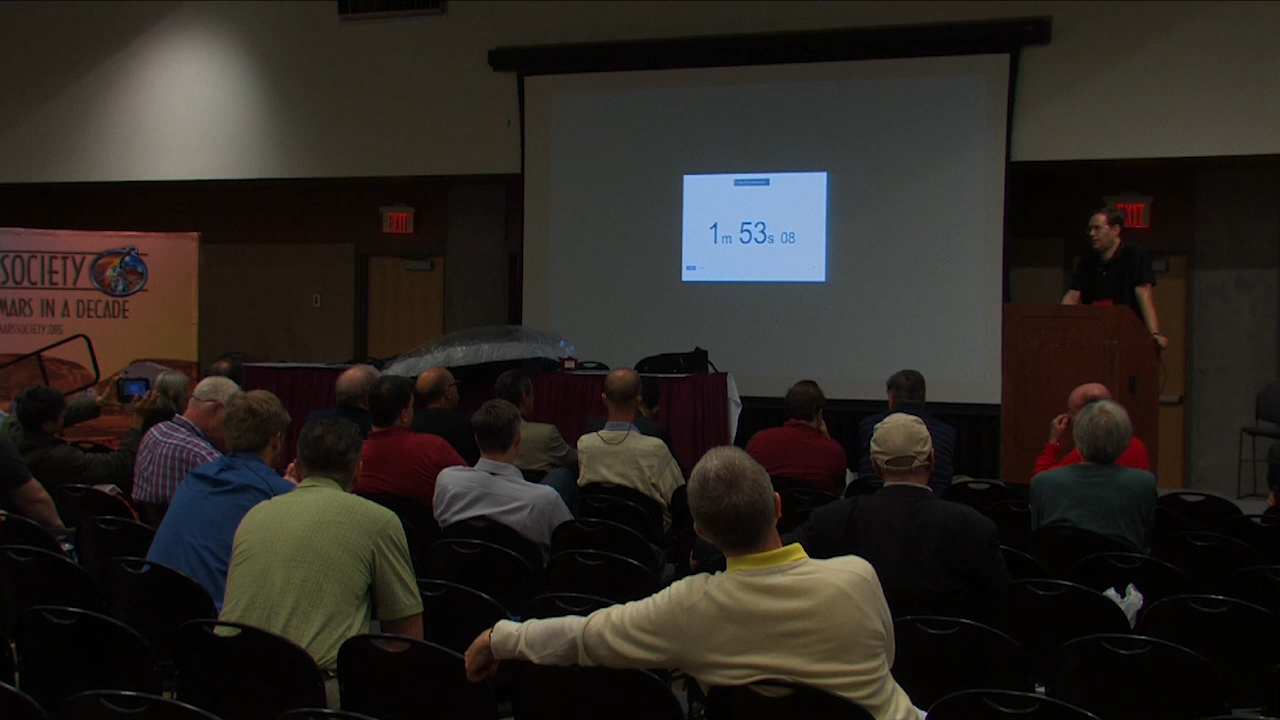 EXIT
1m 53s 08
EXIT
SOCIETY
MARS IN A DECADE
MARSSOCIETY.ORG